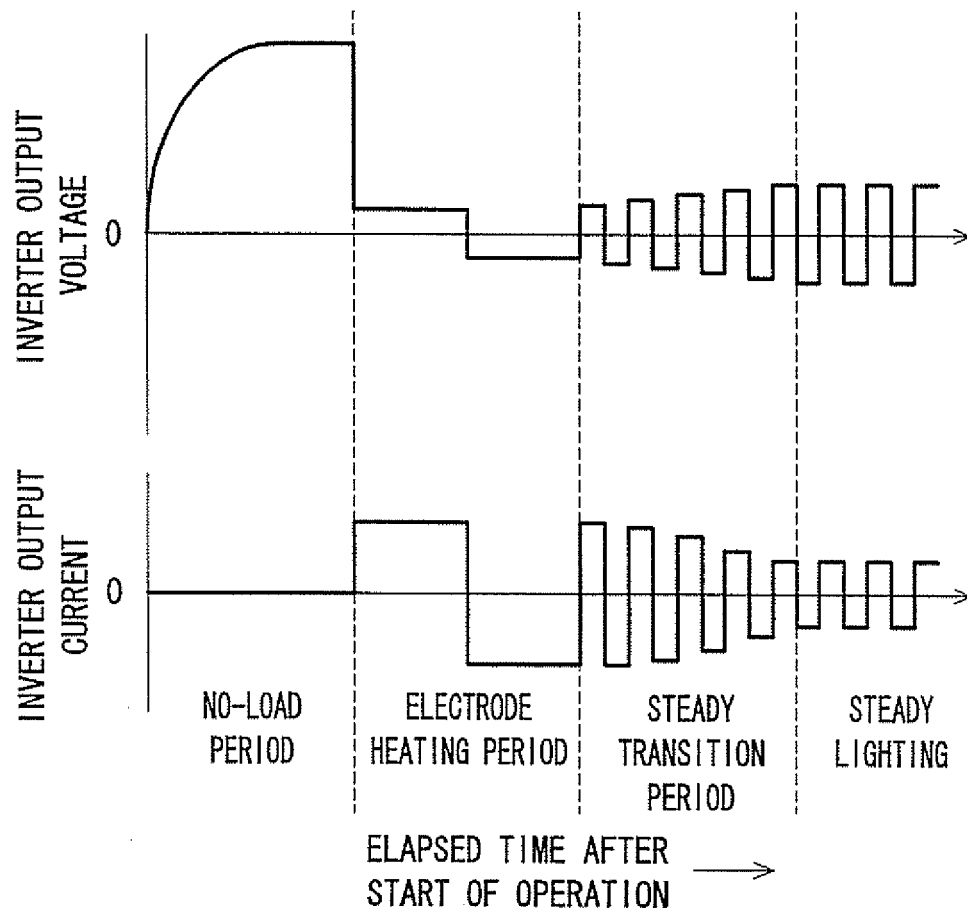 INVERTER OUTPUT
VOLTAGE
0
INVERTER OUTPUT
CURRENT
0
NO-LOAD
PERIOD
ELECTRODE
HEATING PERIOD
STEADY
TRANSITION
PERIOD
STEADY
LIGHTING
ELAPSED TIME AFTER
START OF OPERATION